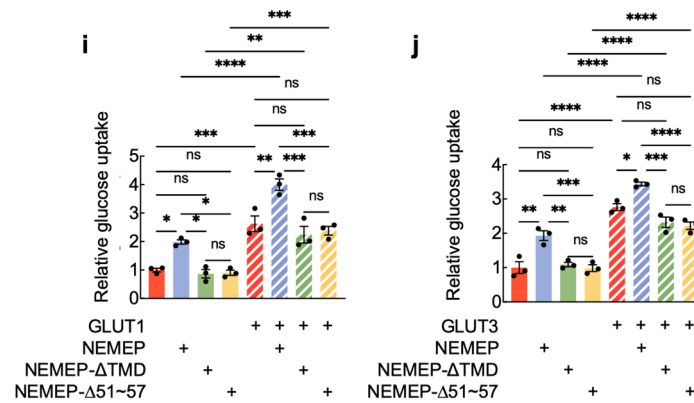 i
***
**
****
ns
ns
*** ***
ns ** ***
ns
*
* * ns
ns
Relative glucose uptake
5
4
3
2
1
0
GLUT1 + + + +
NEMEP + +
NEMEP-ΔTMD + +
NEMEP-Δ51~57 + +
j
****
****
****
ns
ns
****
ns ****
ns * ***
***
** ** ns
ns
Relative glucose uptake
4
3
2
1
0
GLUT3 + + + +
NEMEP + +
NEMEP-ΔTMD + +
NEMEP-Δ51~57 + +